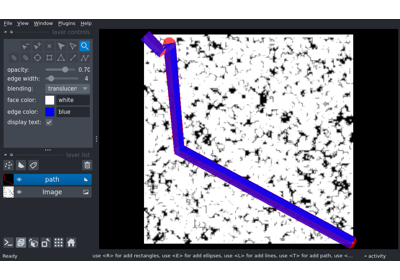 File View Window Plugins Help
layer controls
opacity: 0.70
edge width: 4
blending: translucen
face color: white
edge color: blue
display text:
layer list
path
Image
Ready
use <R> for add rectangles, use <E> for add ellipses, use <L> for add lines, use <T> for add path, use <...
activity